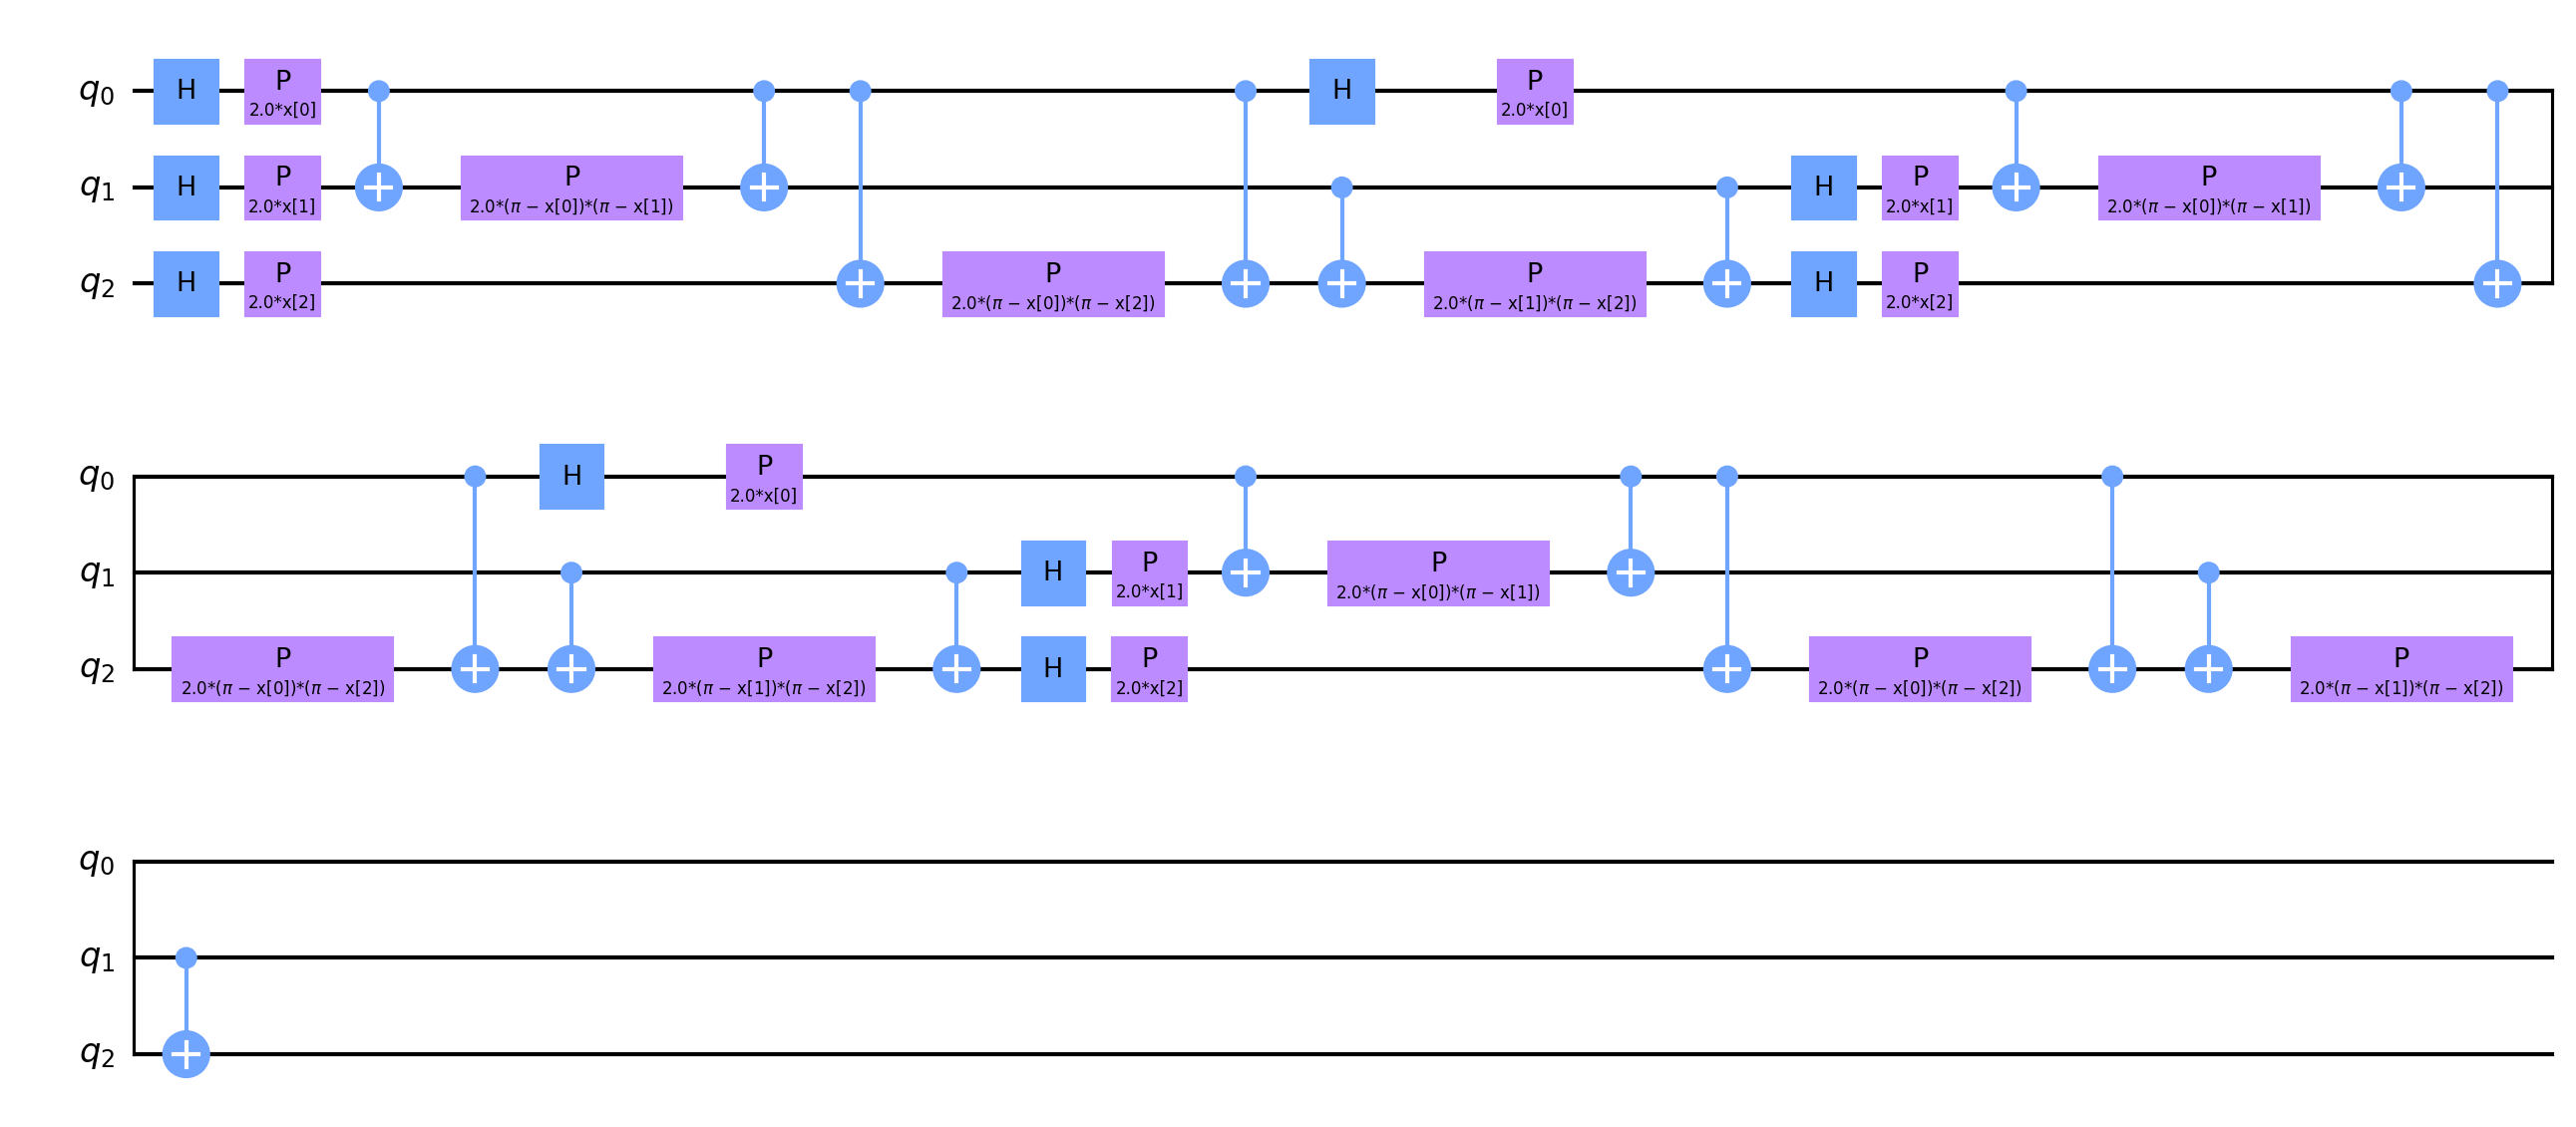 q0 H P 2.0*x[0] H P 2.0*x[0]
q1 H P 2.0*x[1] P 2.0*(π − x[0])*(π − x[1]) H P 2.0*x[1] P 2.0*(π − x[0])*(π − x[1])
q2 H P 2.0*x[2] P 2.0*(π − x[0])*(π − x[2]) P 2.0*(π − x[1])*(π − x[2]) H P 2.0*x[2]
q0 H P 2.0*x[0]
q1 H P 2.0*x[1] P 2.0*(π − x[0])*(π − x[1])
q2 P 2.0*(π − x[0])*(π − x[2]) P 2.0*(π − x[1])*(π − x[2]) H P 2.0*x[2] P 2.0*(π − x[0])*(π − x[2]) P 2.0*(π − x[1])*(π − x[2])
q0
q1
q2